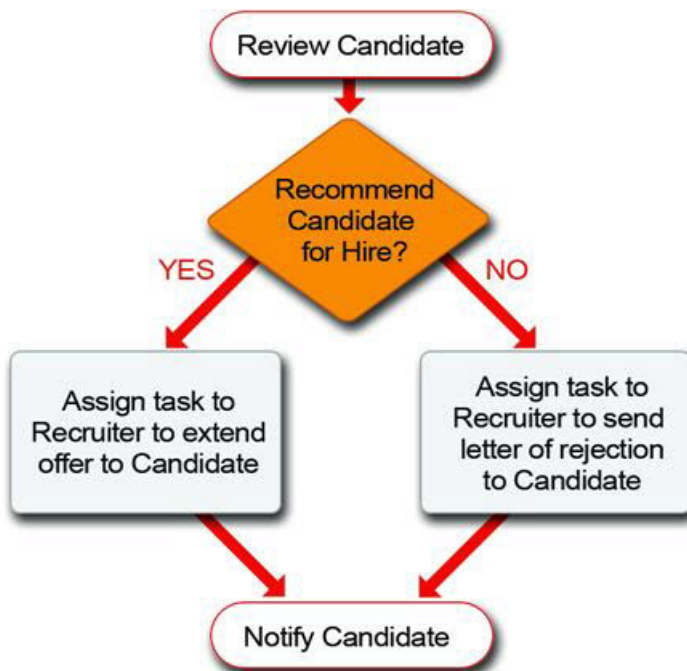 Review Candidate
Recommend
Candidate
for Hire?
YES
NO
Assign task to
Recruiter to extend
offer to Candidate
Assign task to
Recruiter to send
letter of rejection
to Candidate
Notify Candidate